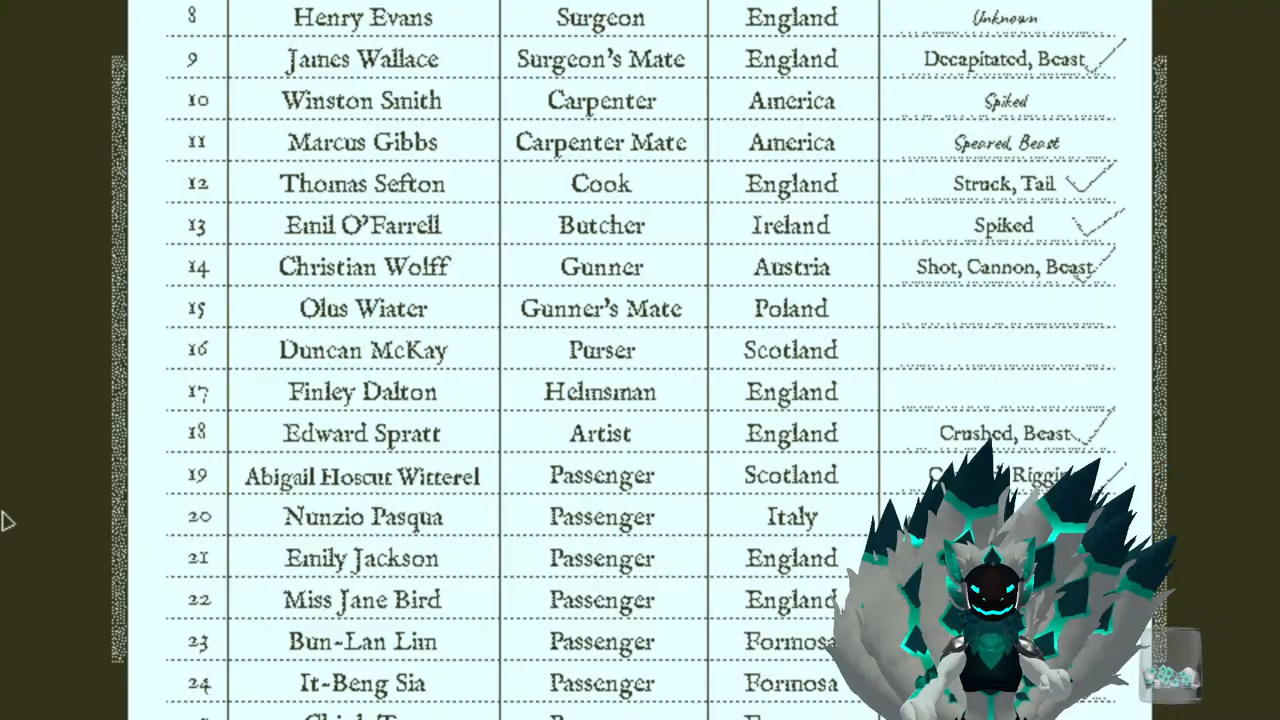 8 Henry Evans Surgeon England Unknown
9 James Wallace Surgeon's Mate England Decapitated, Beast
10 Winston Smith Carpenter America Spiked
11 Marcus Gibbs Carpenter Mate America Speared, Beast
12 Thomas Sefton Cook England Struck, Tail
13 Emil O'Farrell Butcher Ireland Spiked
14 Christian Wolff Gunner Austria Shot, Cannon, Beast
15 Olus Wiater Gunner's Mate Poland
16 Duncan McKay Purser Scotland
17 Finley Dalton Helmsman England
18 Edward Spratt Artist England Crushed, Beast
19 Abigail Hoscut Witterel Passenger Scotland
20 Nunzio Pasqua Passenger Italy
21 Emily Jackson Passenger England
22 Miss Jane Bird Passenger England
23 Bun-Lan Lim Passenger Formosa
24 It-Beng Sia Passenger Formosa